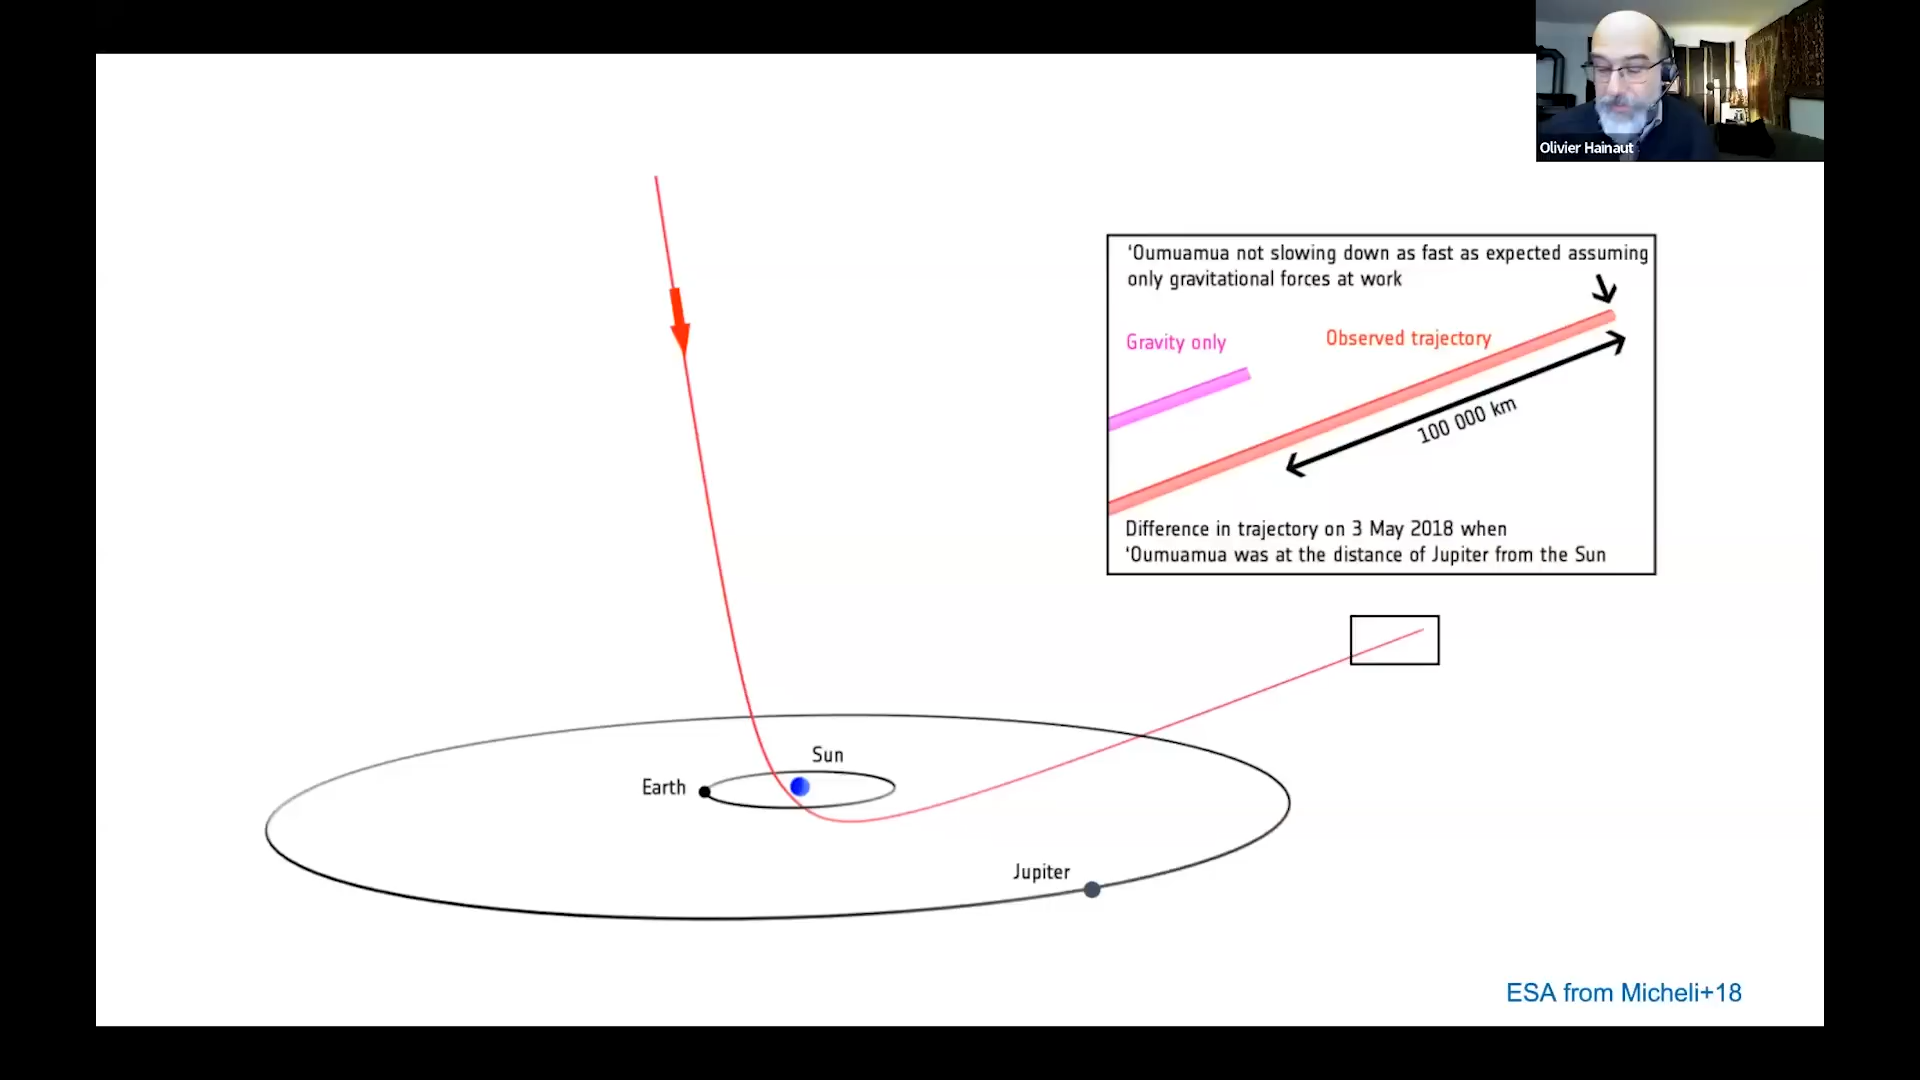 Olivier Hainaut
‘Oumuamua not slowing down as fast as expected assuming
only gravitational forces at work
Gravity only
Observed trajectory
100 000 km
Difference in trajectory on 3 May 2018 when
‘Oumuamua was at the distance of Jupiter from the Sun
Sun
Earth
Jupiter
ESA from Micheli+18